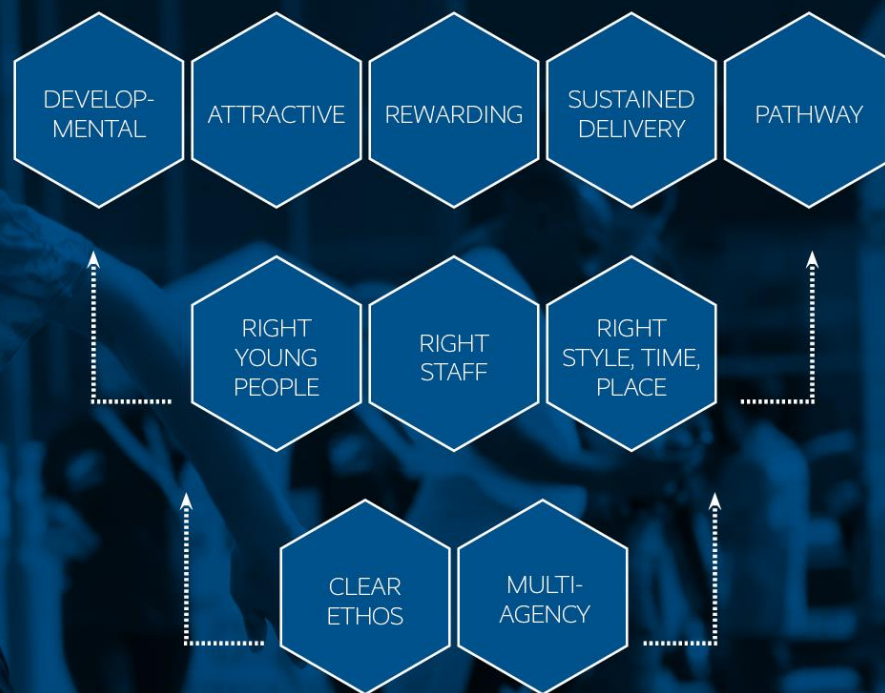 DEVELOP-
MENTAL
ATTRACTIVE
REWARDING
SUSTAINED
DELIVERY
PATHWAY
RIGHT
YOUNG
PEOPLE
RIGHT
STAFF
RIGHT
STYLE, TIME,
PLACE
CLEAR
ETHOS
MULTI-
AGENCY